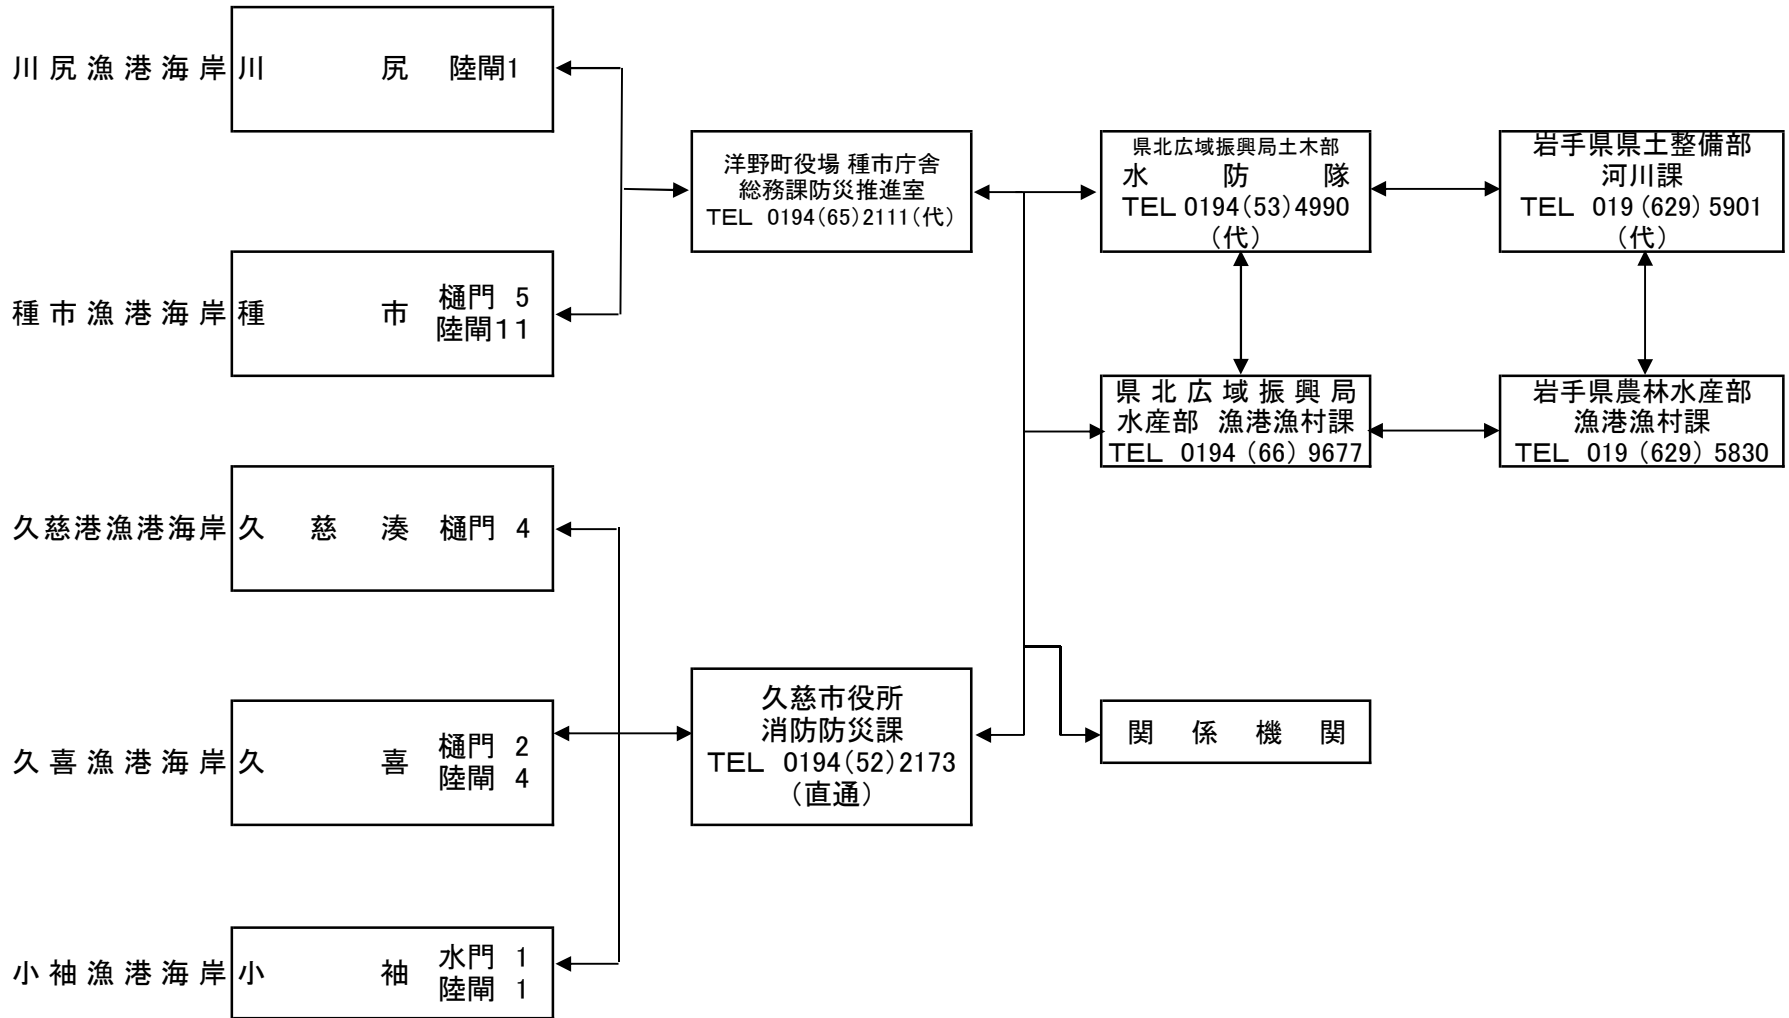 川尻漁港海岸
川 尻 陸閘1
種市漁港海岸
種 市
樋門 5
陸閘11
久慈港漁港海岸
久 慈 湊 樋門 4
久喜漁港海岸
久 喜
樋門 2
陸閘 4
小袖漁港海岸
小 袖
水門 1
陸閘 1
洋野町役場 種市庁舎
総務課防災推進室
TEL 0194(65)2111(代)
久慈市役所
消防防災課
TEL 0194(52)2173
(直通)
県北広域振興局土木部
水 防 隊
TEL 0194(53)4990
(代)
県北広域振興局
水産部 漁港漁村課
TEL 0194(66)9677
関 係 機 関
岩手県県土整備部
河川課
TEL 019(629)5901
(代)
岩手県農林水産部
漁港漁村課
TEL 019(629)5830